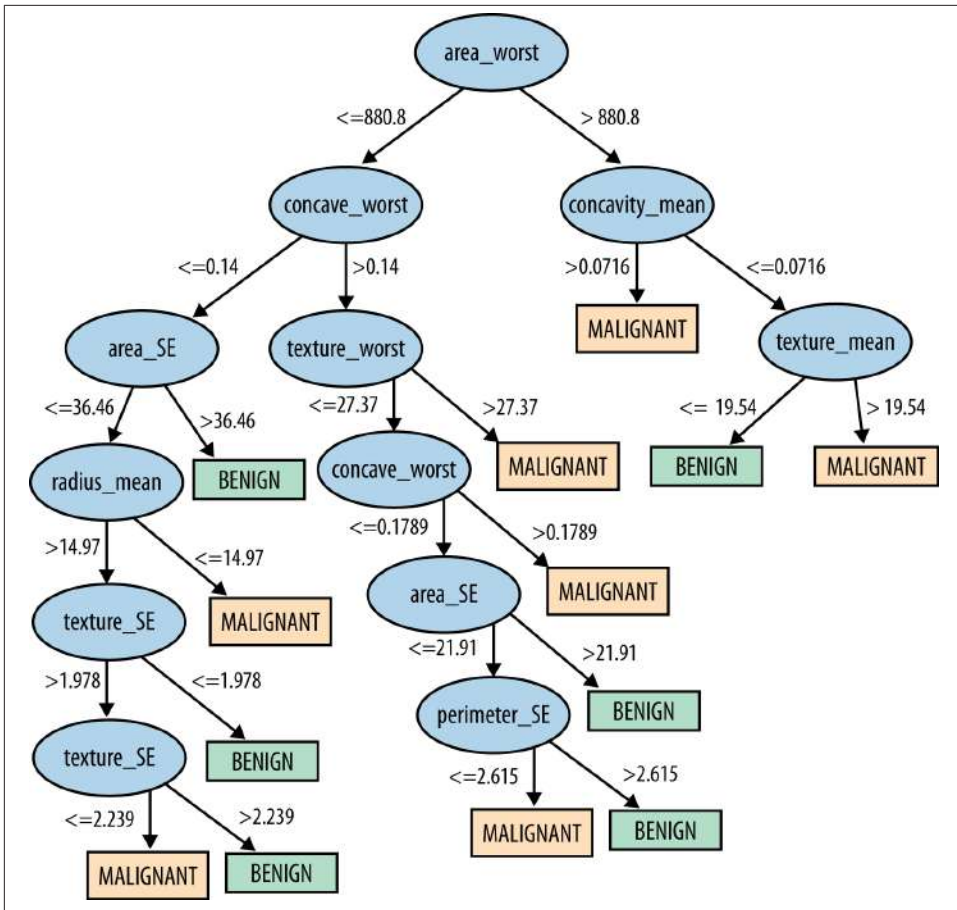 area_worst
<=880.8
> 880.8
concave_worst
concavity_mean
<=0.14
>0.14
>0.0716
<=0.0716
MALIGNANT
area_SE
texture_worst
texture_mean
<=36.46
>36.46
<=27.37
>27.37
<= 19.54
> 19.54
BENIGN
MALIGNANT
BENIGN
MALIGNANT
radius_mean
concave_worst
>14.97
<=14.97
<=0.1789
>0.1789
MALIGNANT
MALIGNANT
texture_SE
area_SE
>1.978
<=1.978
<=21.91
>21.91
BENIGN
BENIGN
texture_SE
perimeter_SE
<=2.239
>2.239
<=2.615
>2.615
MALIGNANT
BENIGN
MALIGNANT
BENIGN